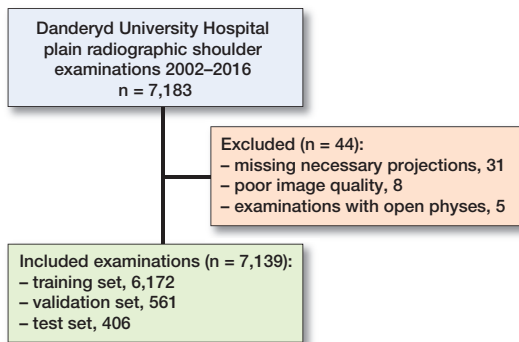 Danderyd University Hospital
plain radiographic shoulder
examinations 2002–2016
n = 7,183
Excluded (n = 44):
– missing necessary projections, 31
– poor image quality, 8
– examinations with open physes, 5
Included examinations (n = 7,139):
– training set, 6,172
– validation set, 561
– test set, 406